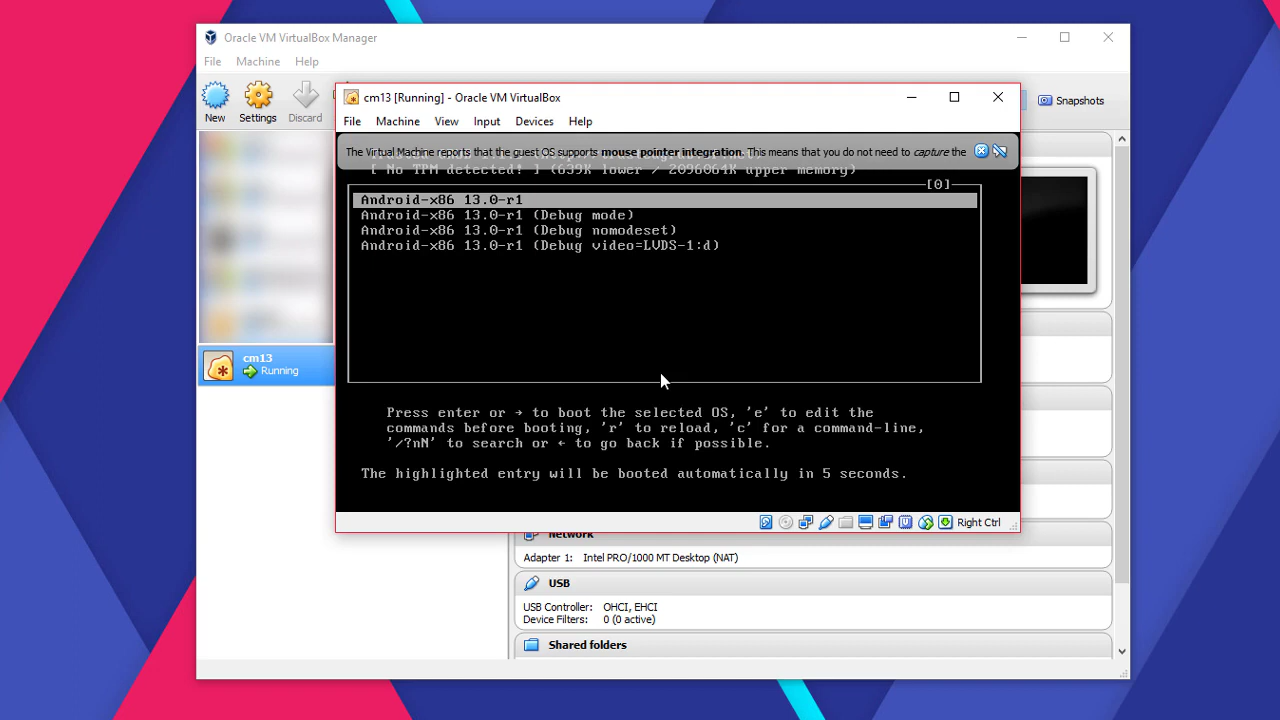 Oracle VM VirtualBox Manager
File Machine Help
New
Settings
Discard
Snapshots
cm13
Running
cm13 [Running] - Oracle VM VirtualBox
File Machine View Input Devices Help
The Virtual Machine reports that the guest OS supports mouse pointer integration. This means that you do not need to capture the
[ No TPM detected! ] (639K lower / 2096064K upper memory)
[0]
Android-x86 13.0-r1
Android-x86 13.0-r1 (Debug mode)
Android-x86 13.0-r1 (Debug nomodeset)
Android-x86 13.0-r1 (Debug video=LVDS-1:d)
Press enter or → to boot the selected OS, 'e' to edit the
commands before booting, 'r' to reload, 'c' for a command-line,
'/?nN' to search or ← to go back if possible.
The highlighted entry will be booted automatically in 5 seconds.
Right Ctrl
Network
Adapter 1: Intel PRO/1000 MT Desktop (NAT)
USB
USB Controller: OHCI, EHCI
Device Filters: 0 (0 active)
Shared folders